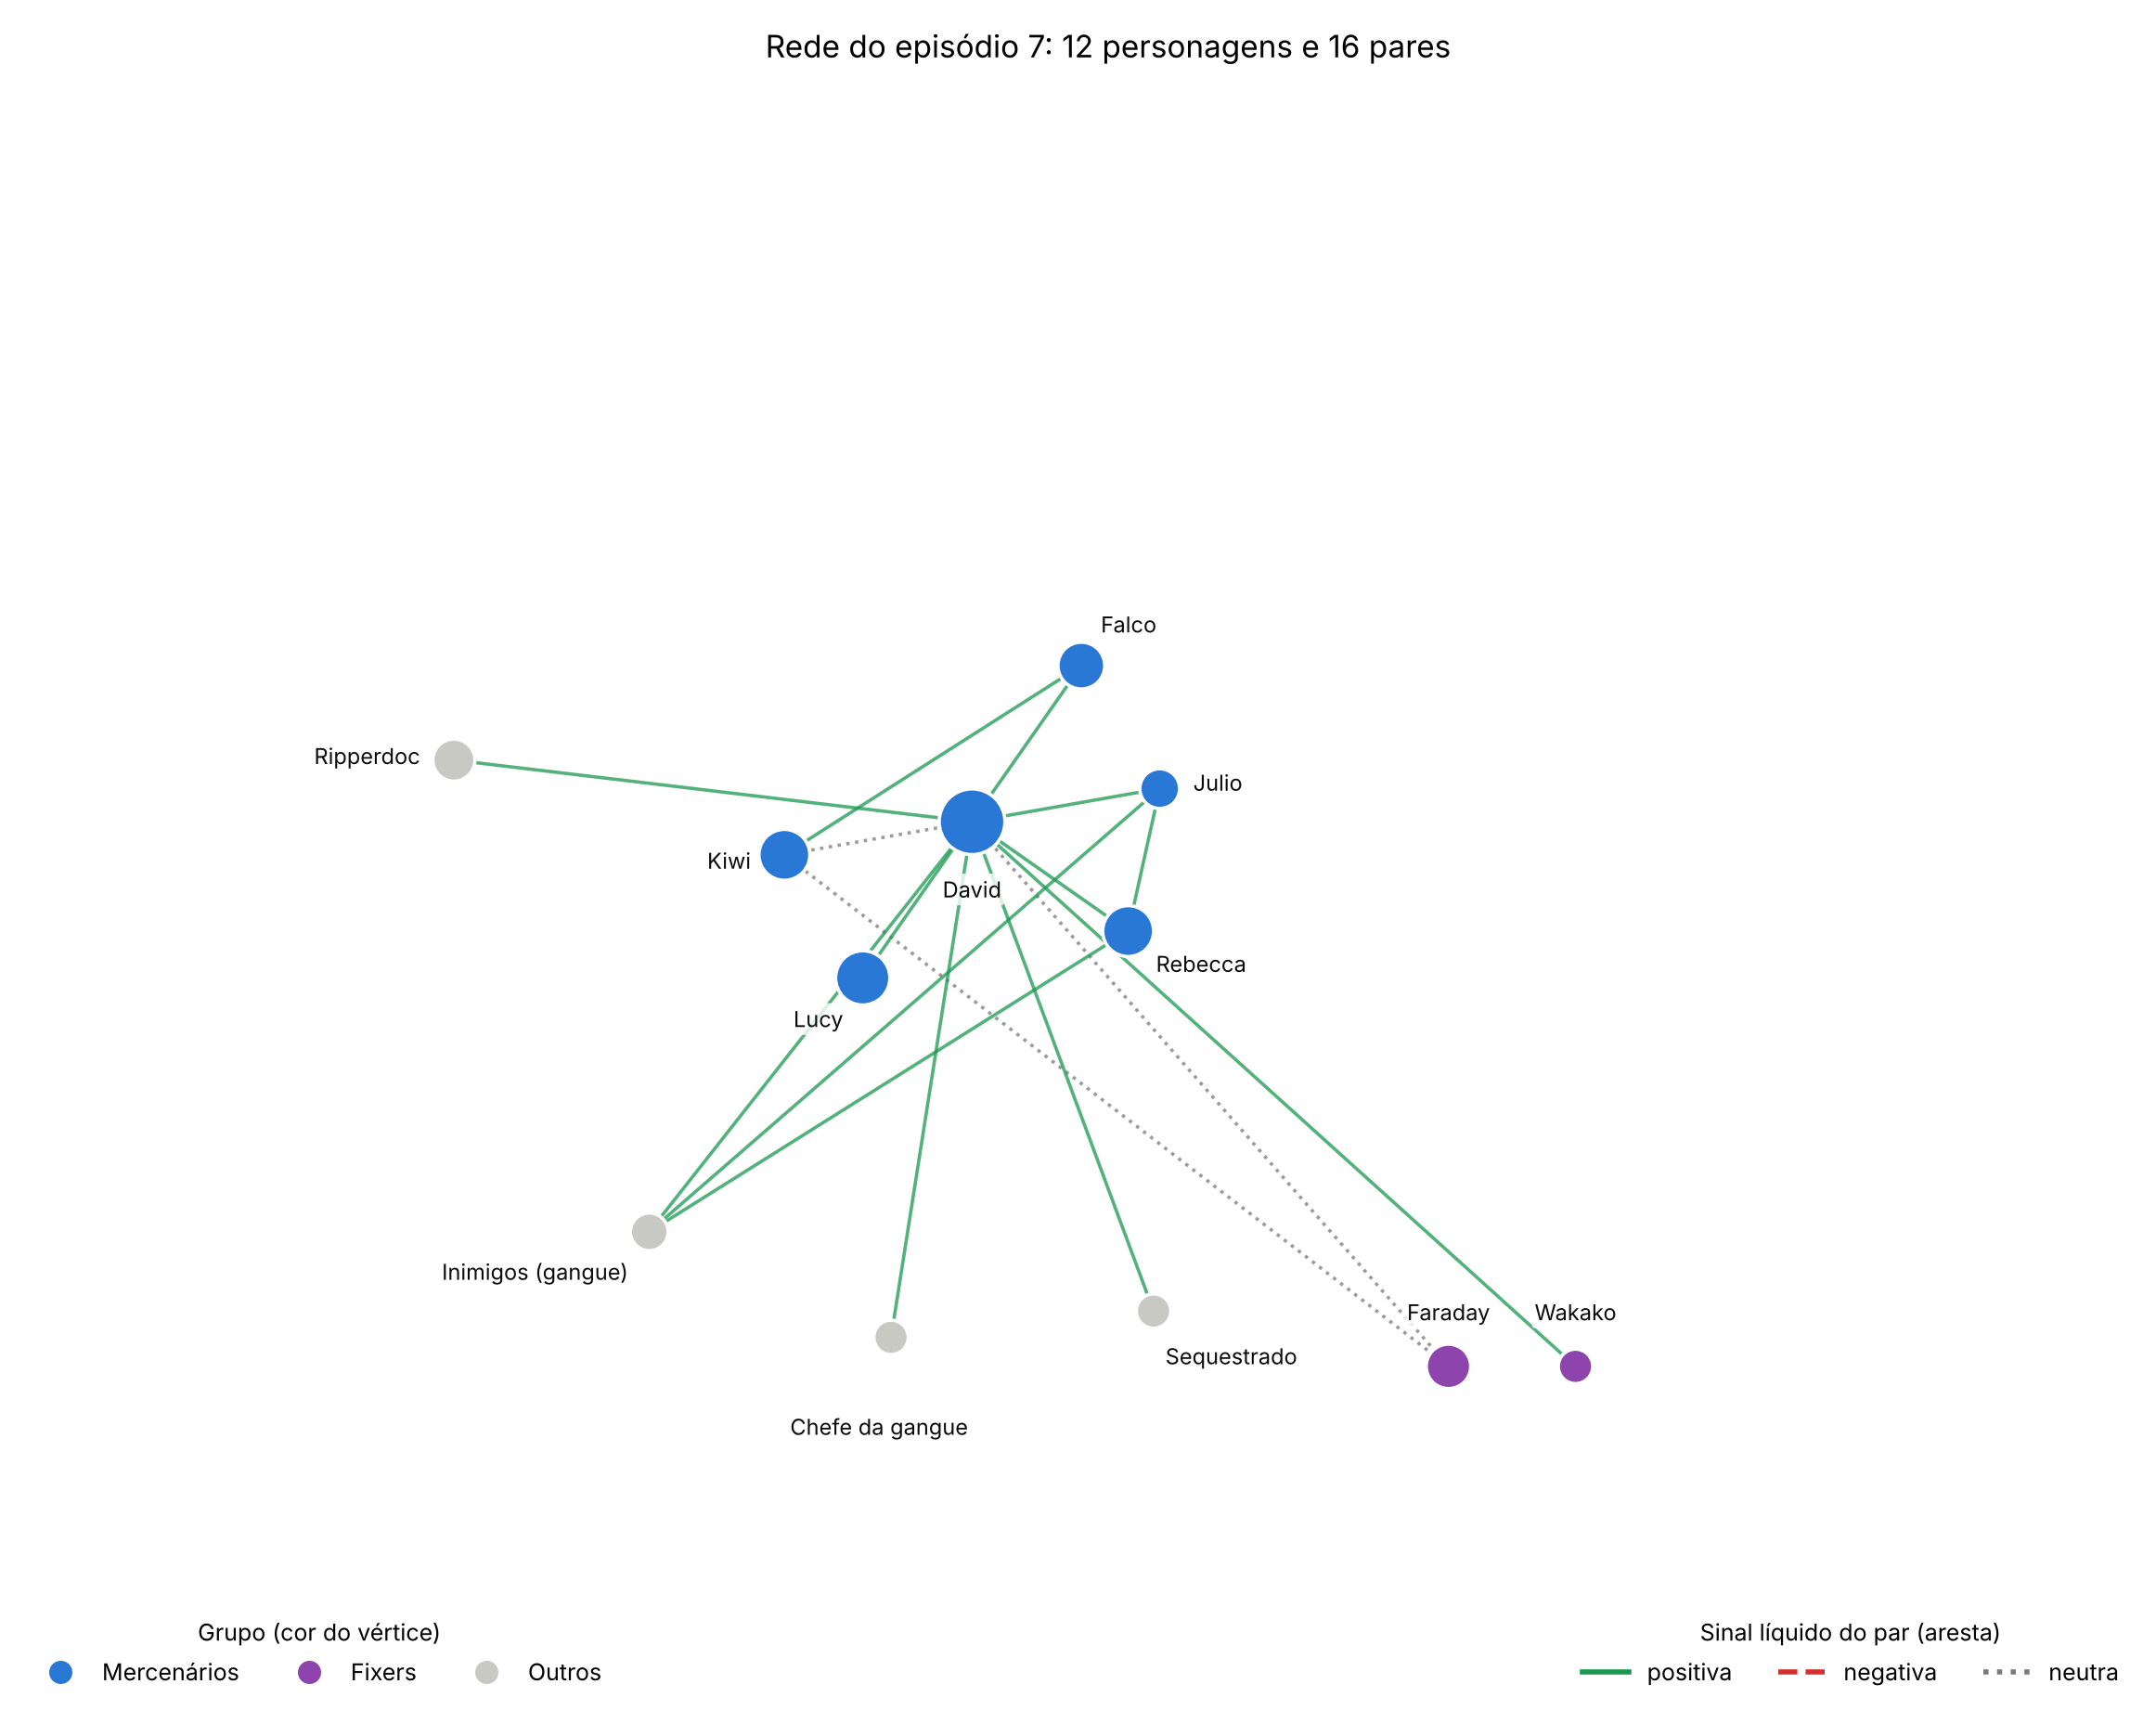 Rede do episódio 7: 12 personagens e 16 pares
Falco
Ripperdoc
Julio
Kiwi
David
Rebecca
Lucy
Inimigos (gangue)
Faraday
Wakako
Sequestrado
Chefe da gangue
Grupo (cor do vértice)
Mercenários
Fixers
Outros
Sinal líquido do par (aresta)
positiva
negativa
neutra